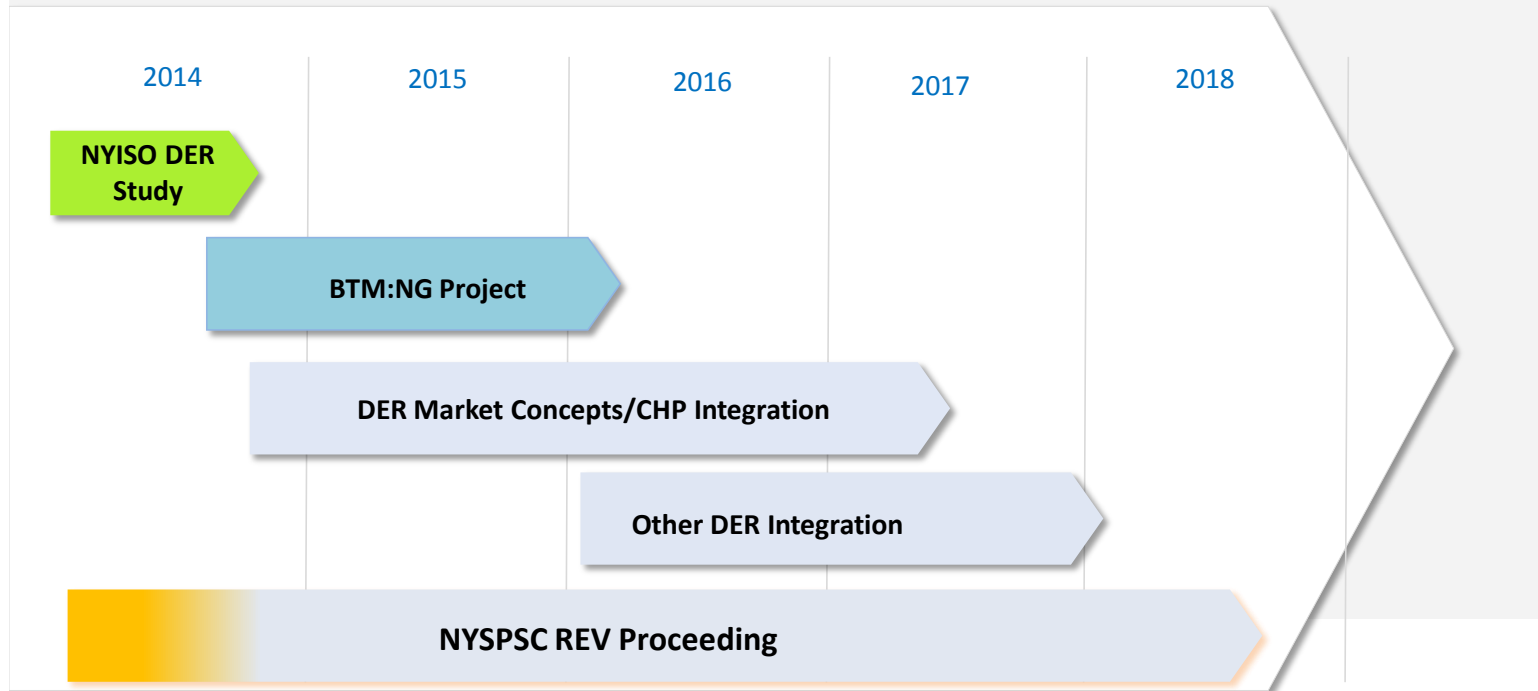 2014 2015 2016 2017 2018
NYISO DER
Study
BTM:NG Project
DER Market Concepts/CHP Integration
Other DER Integration
NYSPSC REV Proceeding